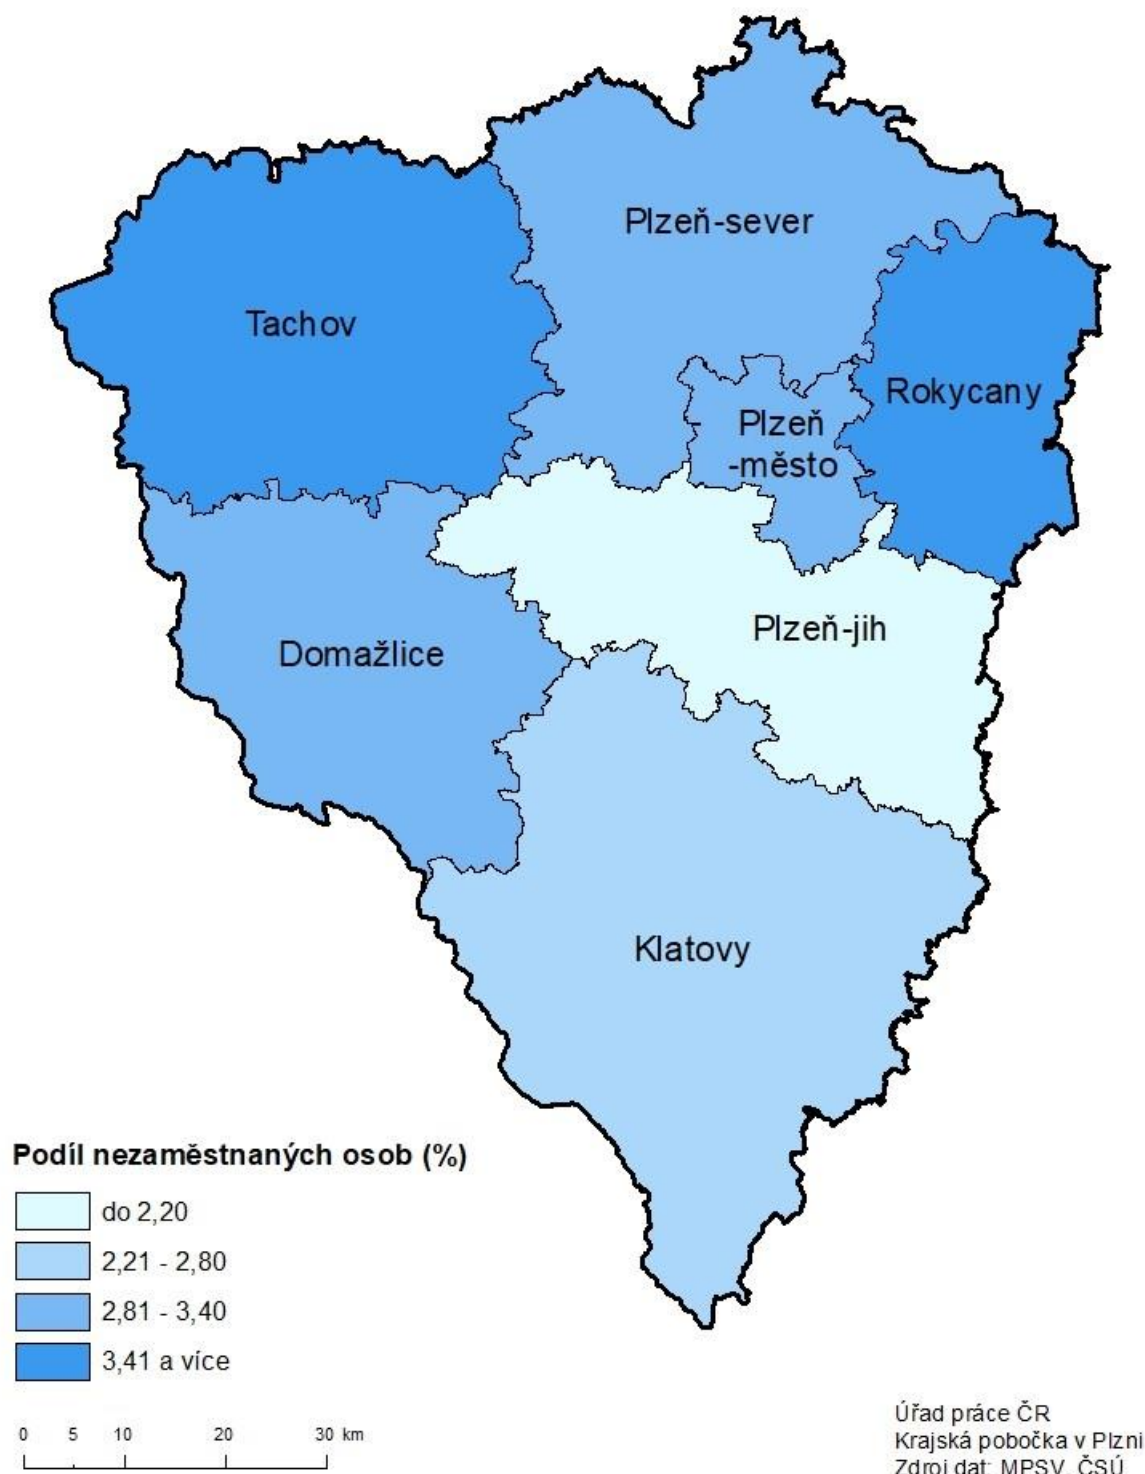 Plzeň-sever
Tachov
Rokycany
Plzeň
-město
Plzeň-jih
Domažlice
Klatovy
Podíl nezaměstnaných osob (%)
do 2,20
2,21 - 2,80
2,81 - 3,40
3,41 a více
0 5 10 20 30 km
Úřad práce ČR
Krajská pobočka v Plzni
Zdroj dat: MPSV, ČSÚ